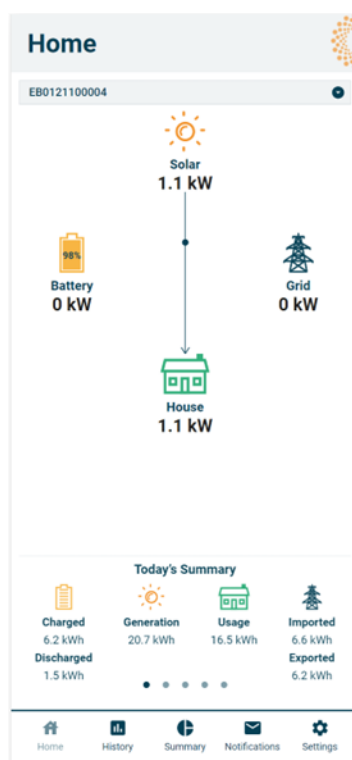 Home
EB0121100004
Solar
1.1 kW
98%
Battery
0 kW
Grid
0 kW
House
1.1 kW
Today's Summary
Charged
6.2 kWh
Discharged
1.5 kWh
Generation
20.7 kWh
Usage
16.5 kWh
Imported
6.6 kWh
Exported
6.2 kWh
Home
History
Summary
Notifications
Settings